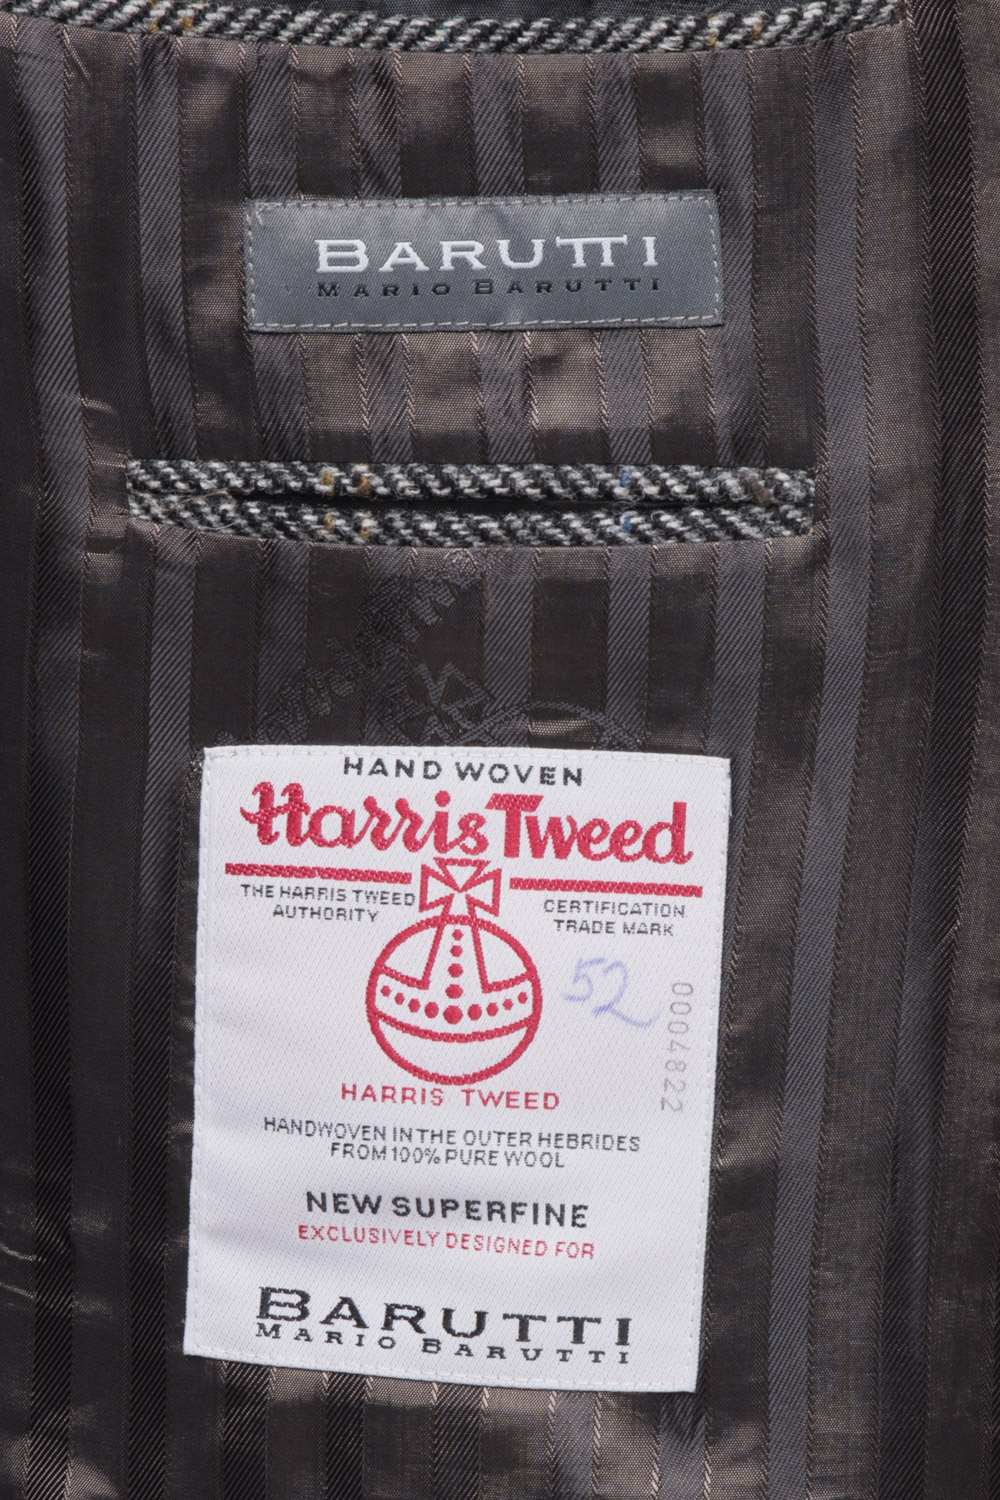 BARUTTI
MARIO BARUTTI
HAND WOVEN
Harris Tweed
THE HARRIS TWEED
AUTHORITY
CERTIFICATION
TRADE MARK
52
0004822
HARRIS TWEED
HANDWOVEN IN THE OUTER HEBRIDES
FROM 100% PURE WOOL
NEW SUPERFINE
EXCLUSIVELY DESIGNED FOR
BARUTTI
MARIO BARUTTI